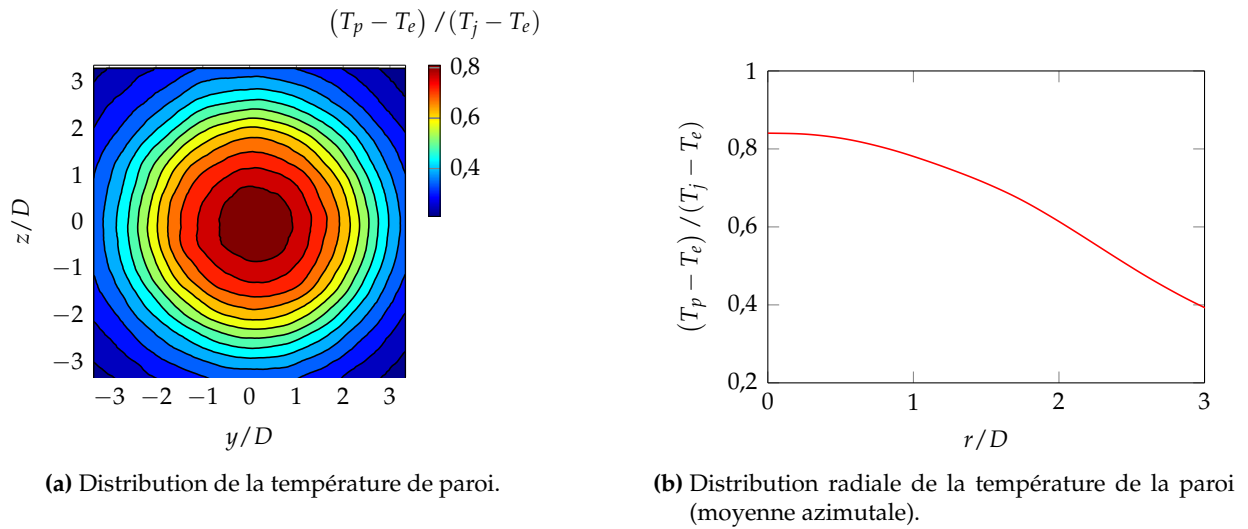 (T_p − T_e) / (T_j − T_e)
3
2
1
0
−1
−2
−3
z/D
−3 −2 −1 0 1 2 3
y/D
0,8
0,6
0,4
(a) Distribution de la température de paroi.
1
0,8
0,6
0,4
0,2
(T_p − T_e) / (T_j − T_e)
0 1 2 3
r/D
(b) Distribution radiale de la température de la paroi
(moyenne azimutale).